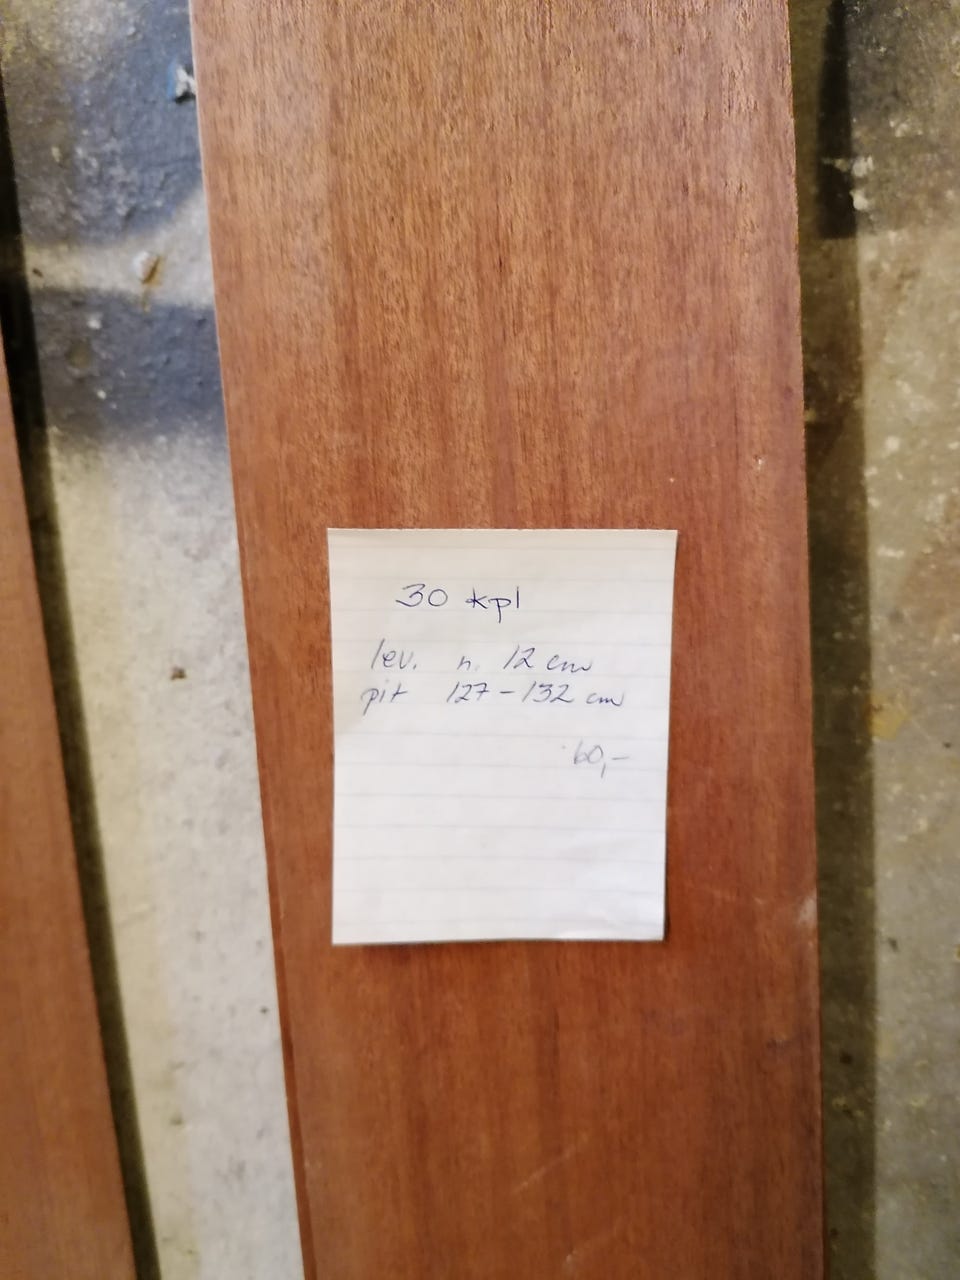 30 kpl
lev. n. 12 cm
pit 127-132 cm
60,-